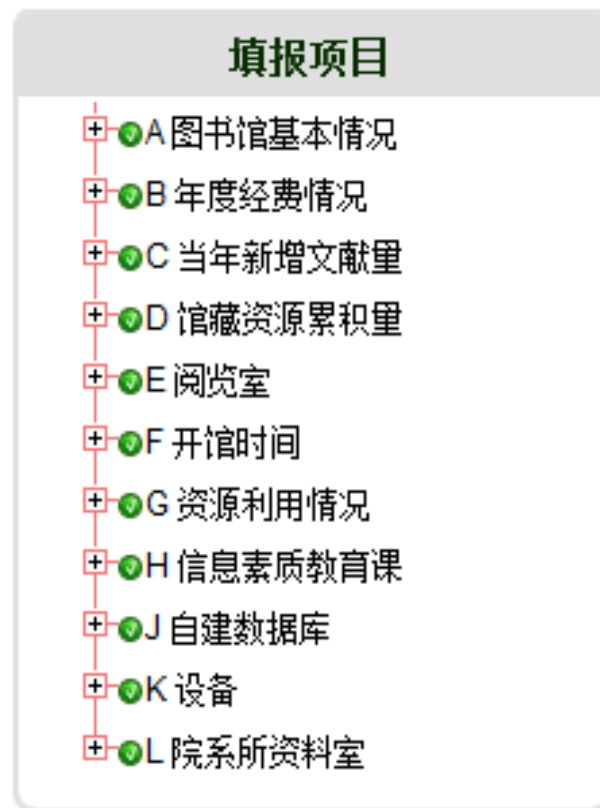 填报项目
A 图书馆基本情况
B 年度经费情况
C 当年新增文献量
D 馆藏资源累积量
E 阅览室
F 开馆时间
G 资源利用情况
H 信息素质教育课
J 自建数据库
K 设备
L 院系所资料室